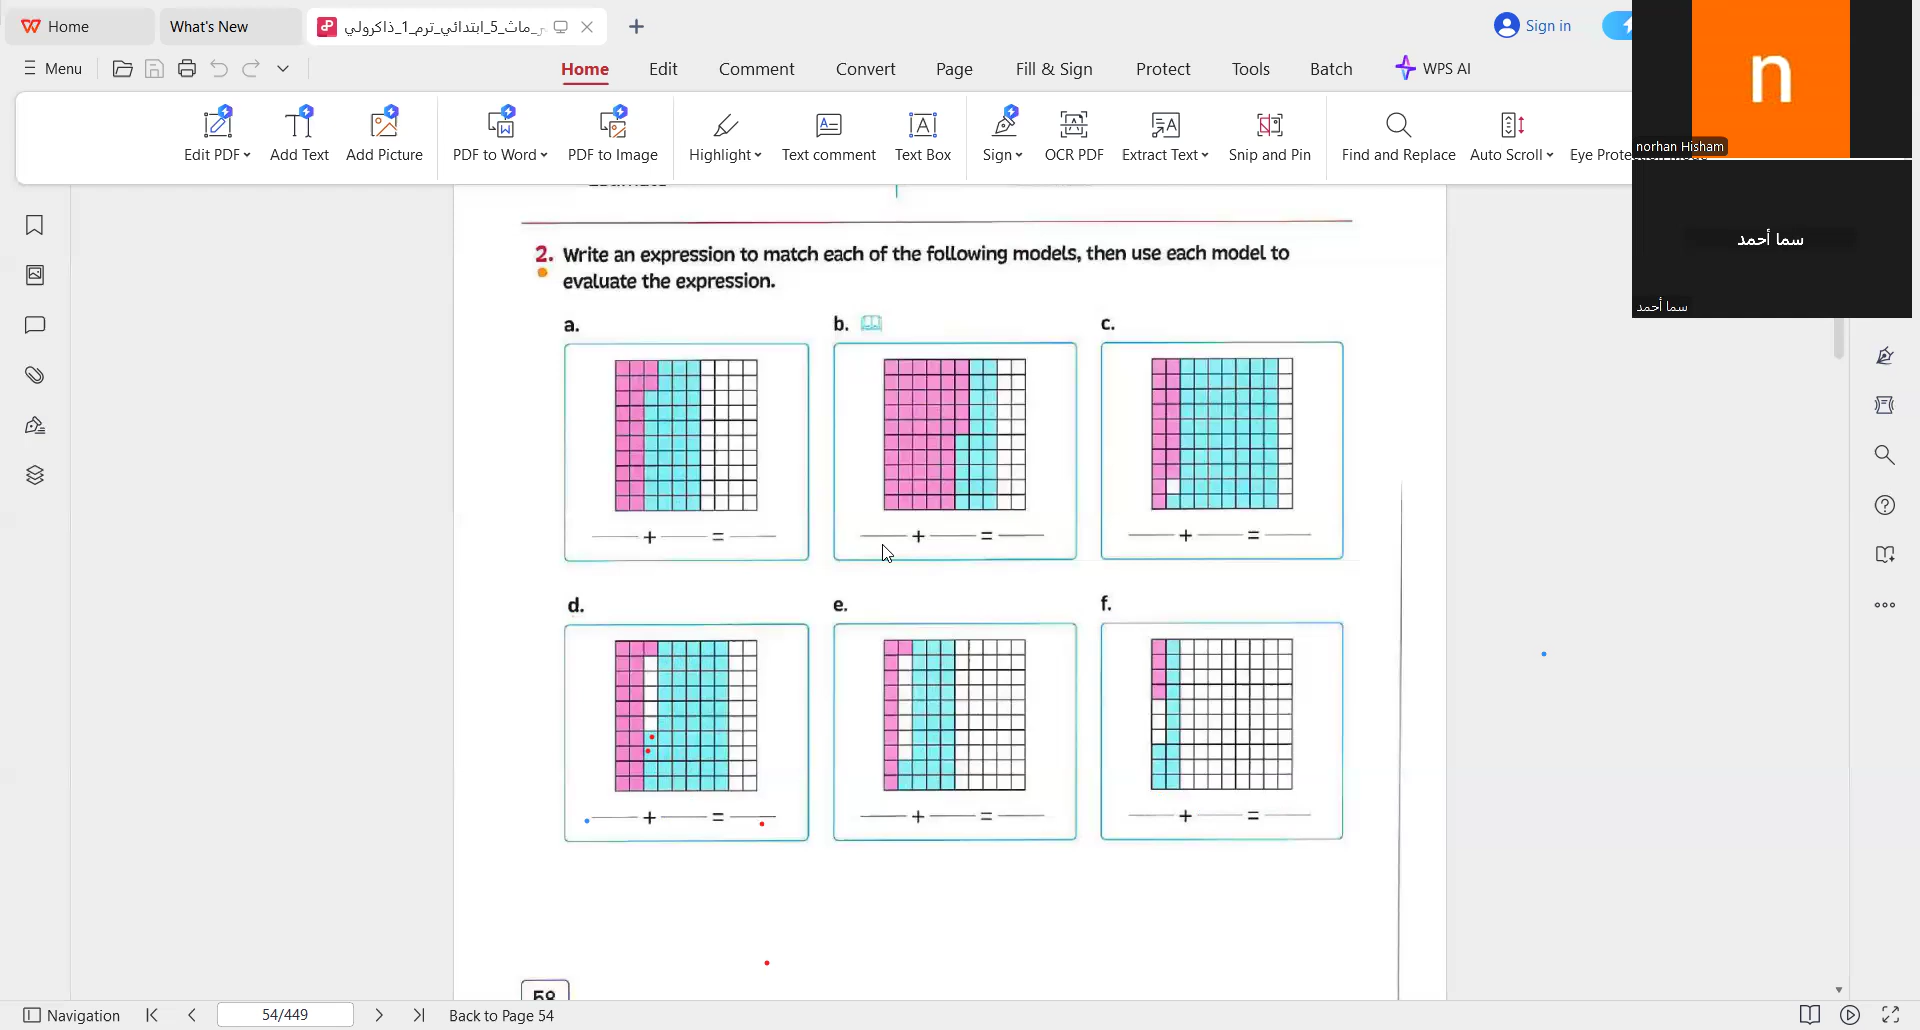 Home
What's New
Sign in
Menu
Home
Edit
Comment
Convert
Page
Fill & Sign
Protect
Tools
Batch
WPS AI
Edit PDF
Add Text
Add Picture
PDF to Word
PDF to Image
Highlight
Text comment
Text Box
Sign
OCR PDF
Extract Text
Snip and Pin
Find and Replace
Auto Scroll
n
norhan Hisham
سما أحمد
سما أحمد
2. Write an expression to match each of the following models, then use each model to
evaluate the expression.
a.
b.
c.
+ =
+ =
+ =
d.
e.
f.
+ =
+ =
+ =
Navigation
54/449
Back to Page 54